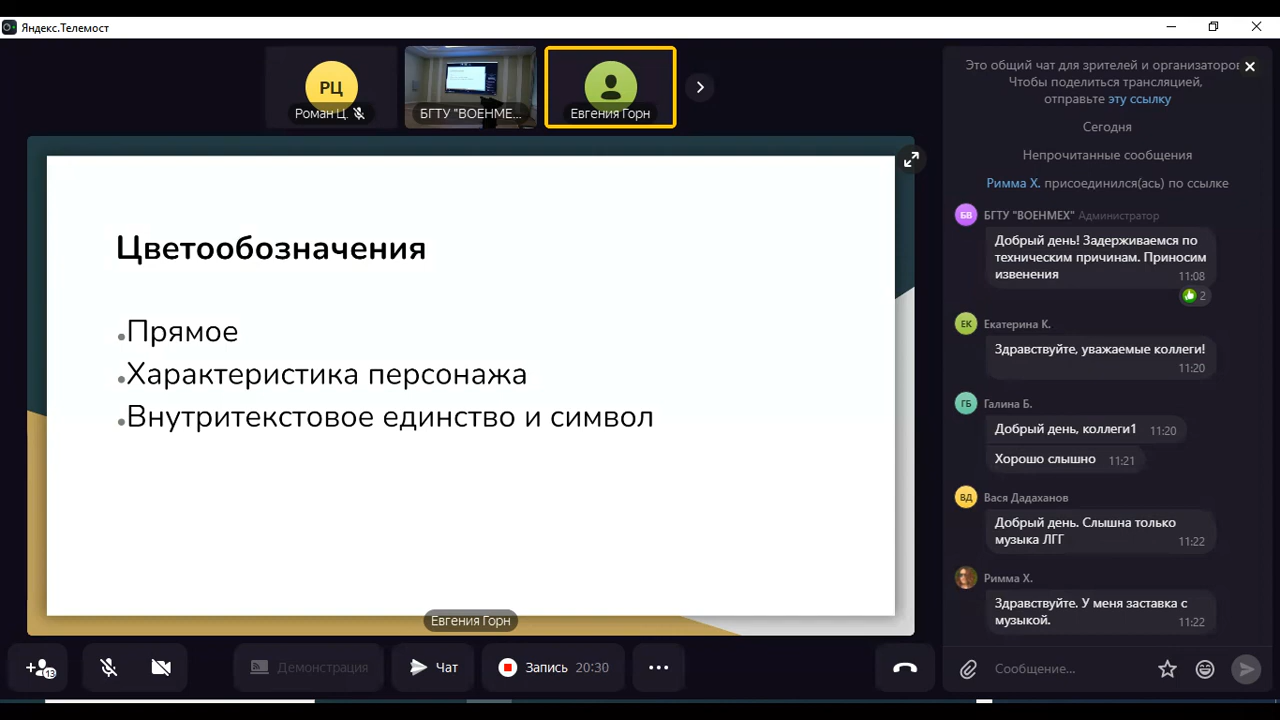 Яндекс.Телемост
РЦ
Роман Ц.
БГТУ "ВОЕНМЕ...
Евгения Горн
Цветообозначения
Прямое
Характеристика персонажа
Внутритекстовое единство и символ
Евгения Горн
13
Демонстрация
Чат
Запись 20:30
Это общий чат для зрителей и организаторов
Чтобы поделиться трансляцией,
отправьте эту ссылку
Сегодня
Непрочитанные сообщения
Римма Х. присоединился(ась) по ссылке
БВ
БГТУ "ВОЕНМЕХ" Администратор
Добрый день! Задерживаемся по
техническим причинам. Приносим
извенения 11:08
2
ЕК
Екатерина К.
Здравствуйте, уважаемые коллеги!
11:20
ГБ
Галина Б.
Добрый день, коллеги1 11:20
Хорошо слышно 11:21
ВД
Вася Дадаханов
Добрый день. Слышна только
музыка ЛГГ 11:22
Римма Х.
Здравствуйте. У меня заставка с
музыкой. 11:22
Сообщение...